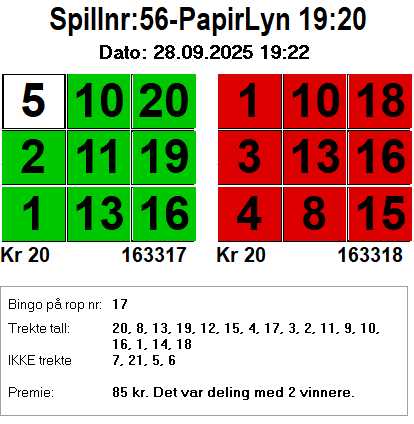 Spillnr:56-PapirLyn 19:20
Dato: 28.09.2025 19:22
5 10 20 1 10 18
2 11 19 3 13 16
1 13 16 4 8 15
Kr 20 163317 Kr 20 163318
Bingo på rop nr: 17
Trekte tall: 20, 8, 13, 19, 12, 15, 4, 17, 3, 2, 11, 9, 10,
16, 1, 14, 18
IKKE trekte 7, 21, 5, 6
Premie: 85 kr. Det var deling med 2 vinnere.